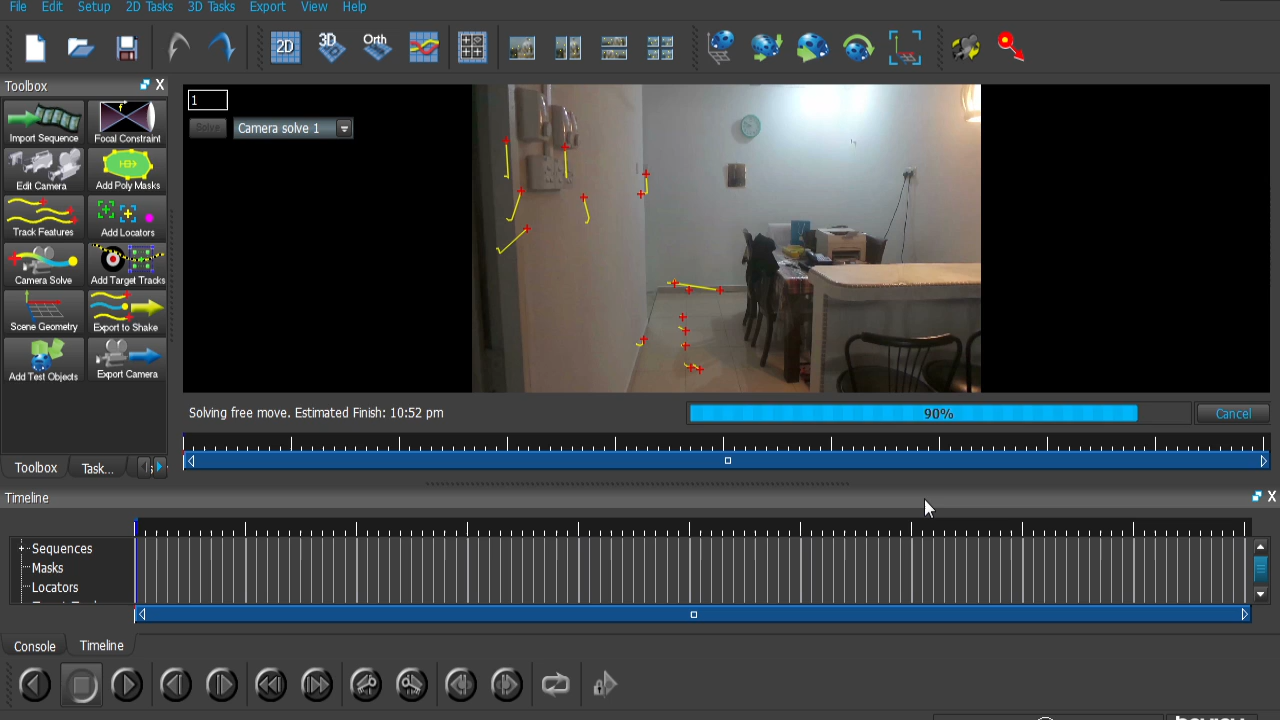 File Edit Setup 2D Tasks 3D Tasks Export View Help
2D 3D Orth
Toolbox
Import Sequence
Focal Constraint
Edit Camera
Add Poly Masks
Track Features
Add Locators
Camera Solve
Add Target Tracks
Scene Geometry
Export to Shake
Add Test Objects
Export Camera
1
Solve
Camera solve 1
Solving free move. Estimated Finish: 10:52 pm
90%
Cancel
Toolbox Task...
Timeline
Sequences
Masks
Locators
Console Timeline